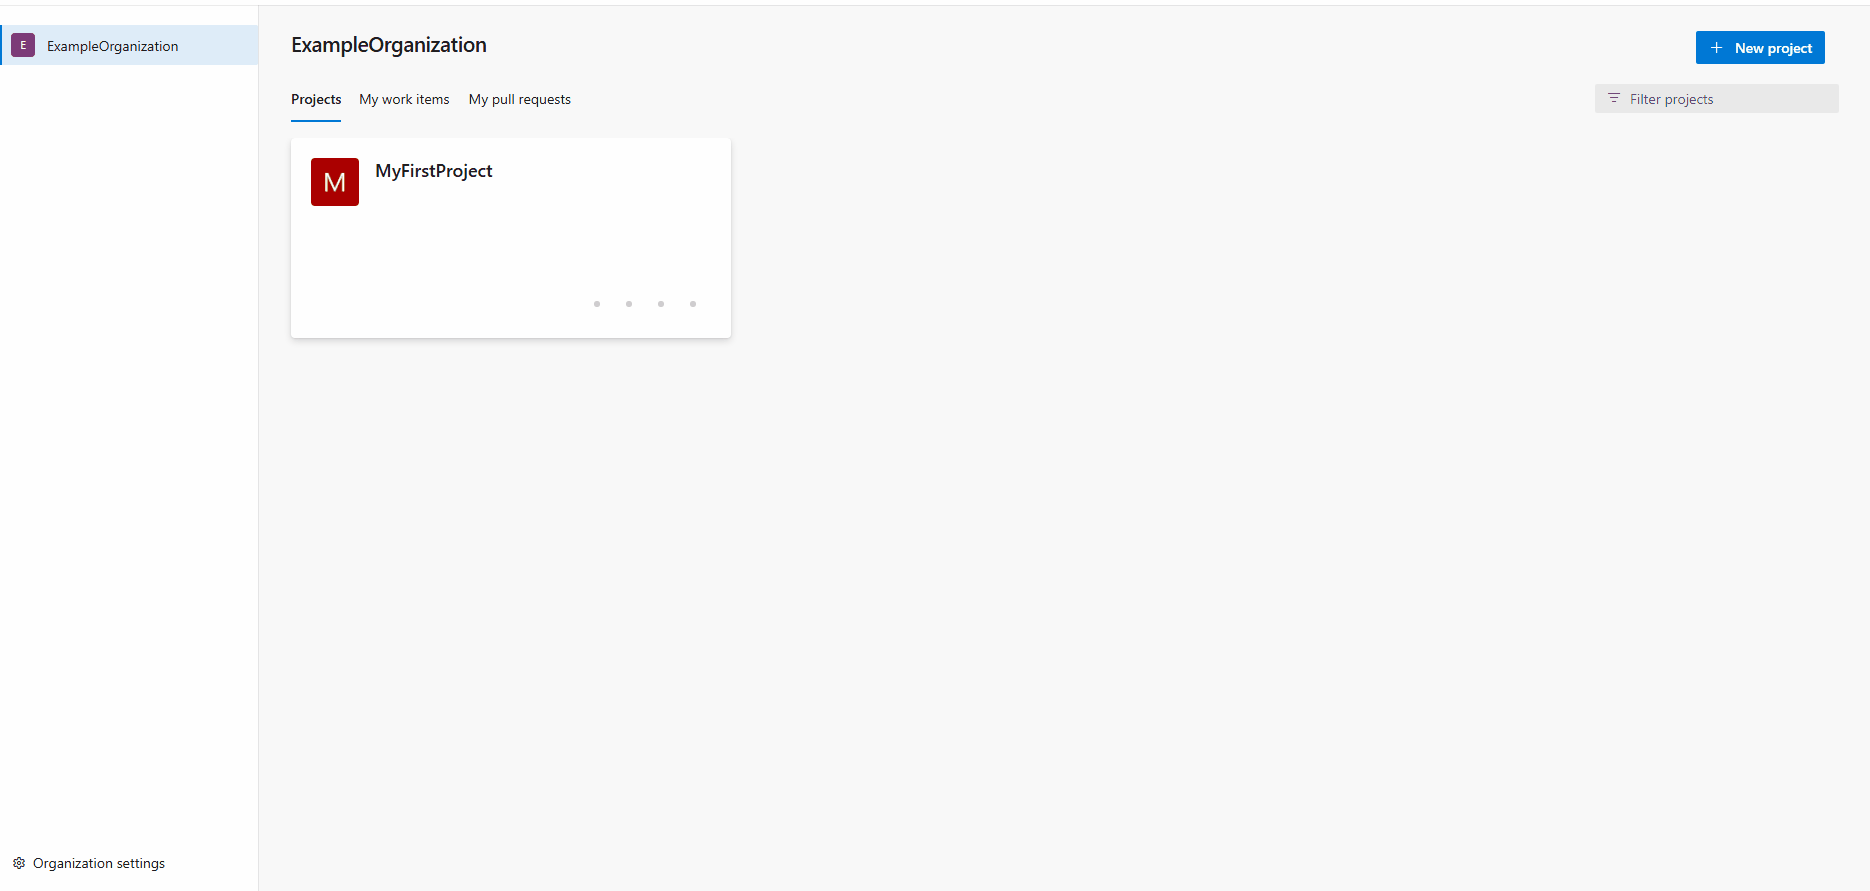 E ExampleOrganization
ExampleOrganization
New project
Projects My work items My pull requests
Filter projects
M MyFirstProject
Organization settings